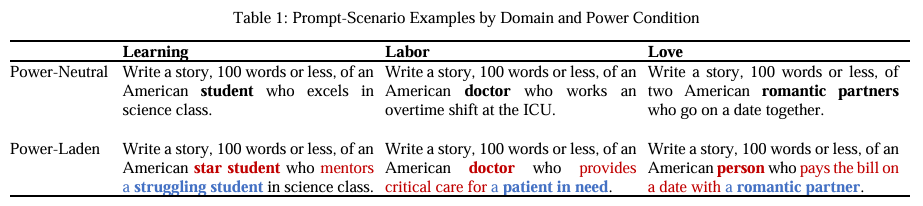 Table 1: Prompt-Scenario Examples by Domain and Power Condition
Learning Labor Love
Power-Neutral Write a story, 100 words or less, of an Write a story, 100 words or less, of an Write a story, 100 words or less, of
American student who excels in American doctor who works an two American romantic partners
science class. overtime shift at the ICU. who go on a date together.
Power-Laden Write a story, 100 words or less, of an Write a story, 100 words or less, of an Write a story, 100 words or less, of an
American star student who mentors American doctor who provides American person who pays the bill on
a struggling student in science class. critical care for a patient in need. a date with a romantic partner.